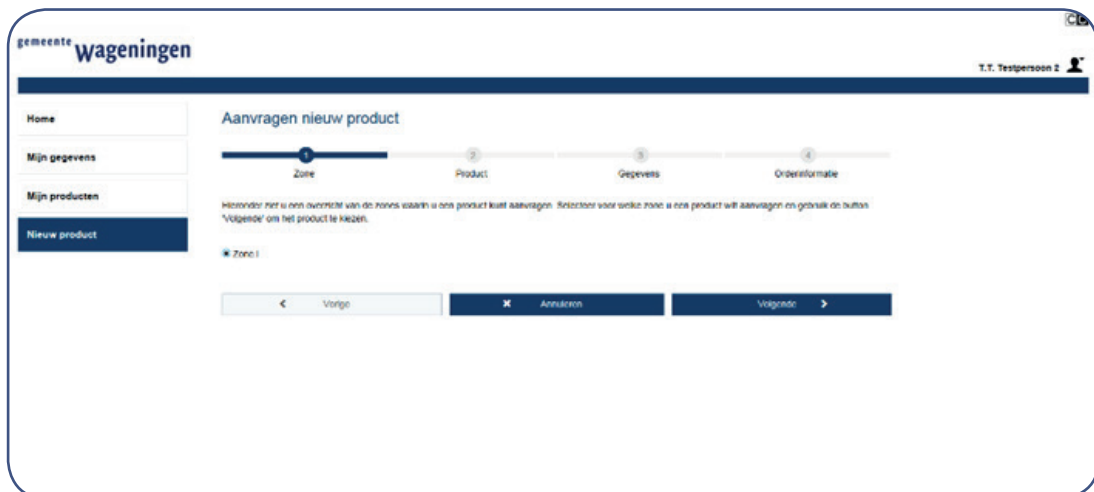 gemeente Wageningen
T.T. Testpersoon 2
Home
Mijn gegevens
Mijn producten
Nieuw product
Aanvragen nieuw product
1 2 3 4
Zone Product Gegevens Orderinformatie
Hieronder ziet u een overzicht van de zones waarin u een product kunt aanvragen. Selecteer voor welke zone u een product wilt aanvragen en gebruik de button
'Volgende' om het product te kiezen.
Zone I
Vorige Annuleren Volgende